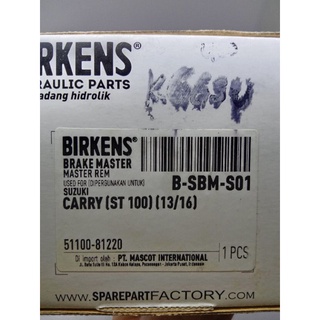 BIRKENS®
RAULIC PARTS
adang hidrolik
BIRKENS®
BRAKE MASTER
MASTER REM
B-SBM-S01
USED FOR (DIPERGUNAKAN UNTUK)
SUZUKI
CARRY (ST 100) (13/16)
51100-81220
Di import oleh : PT. MASCOT INTERNATIONAL
1 PCS
www.SPAREPARTFACTORY.com